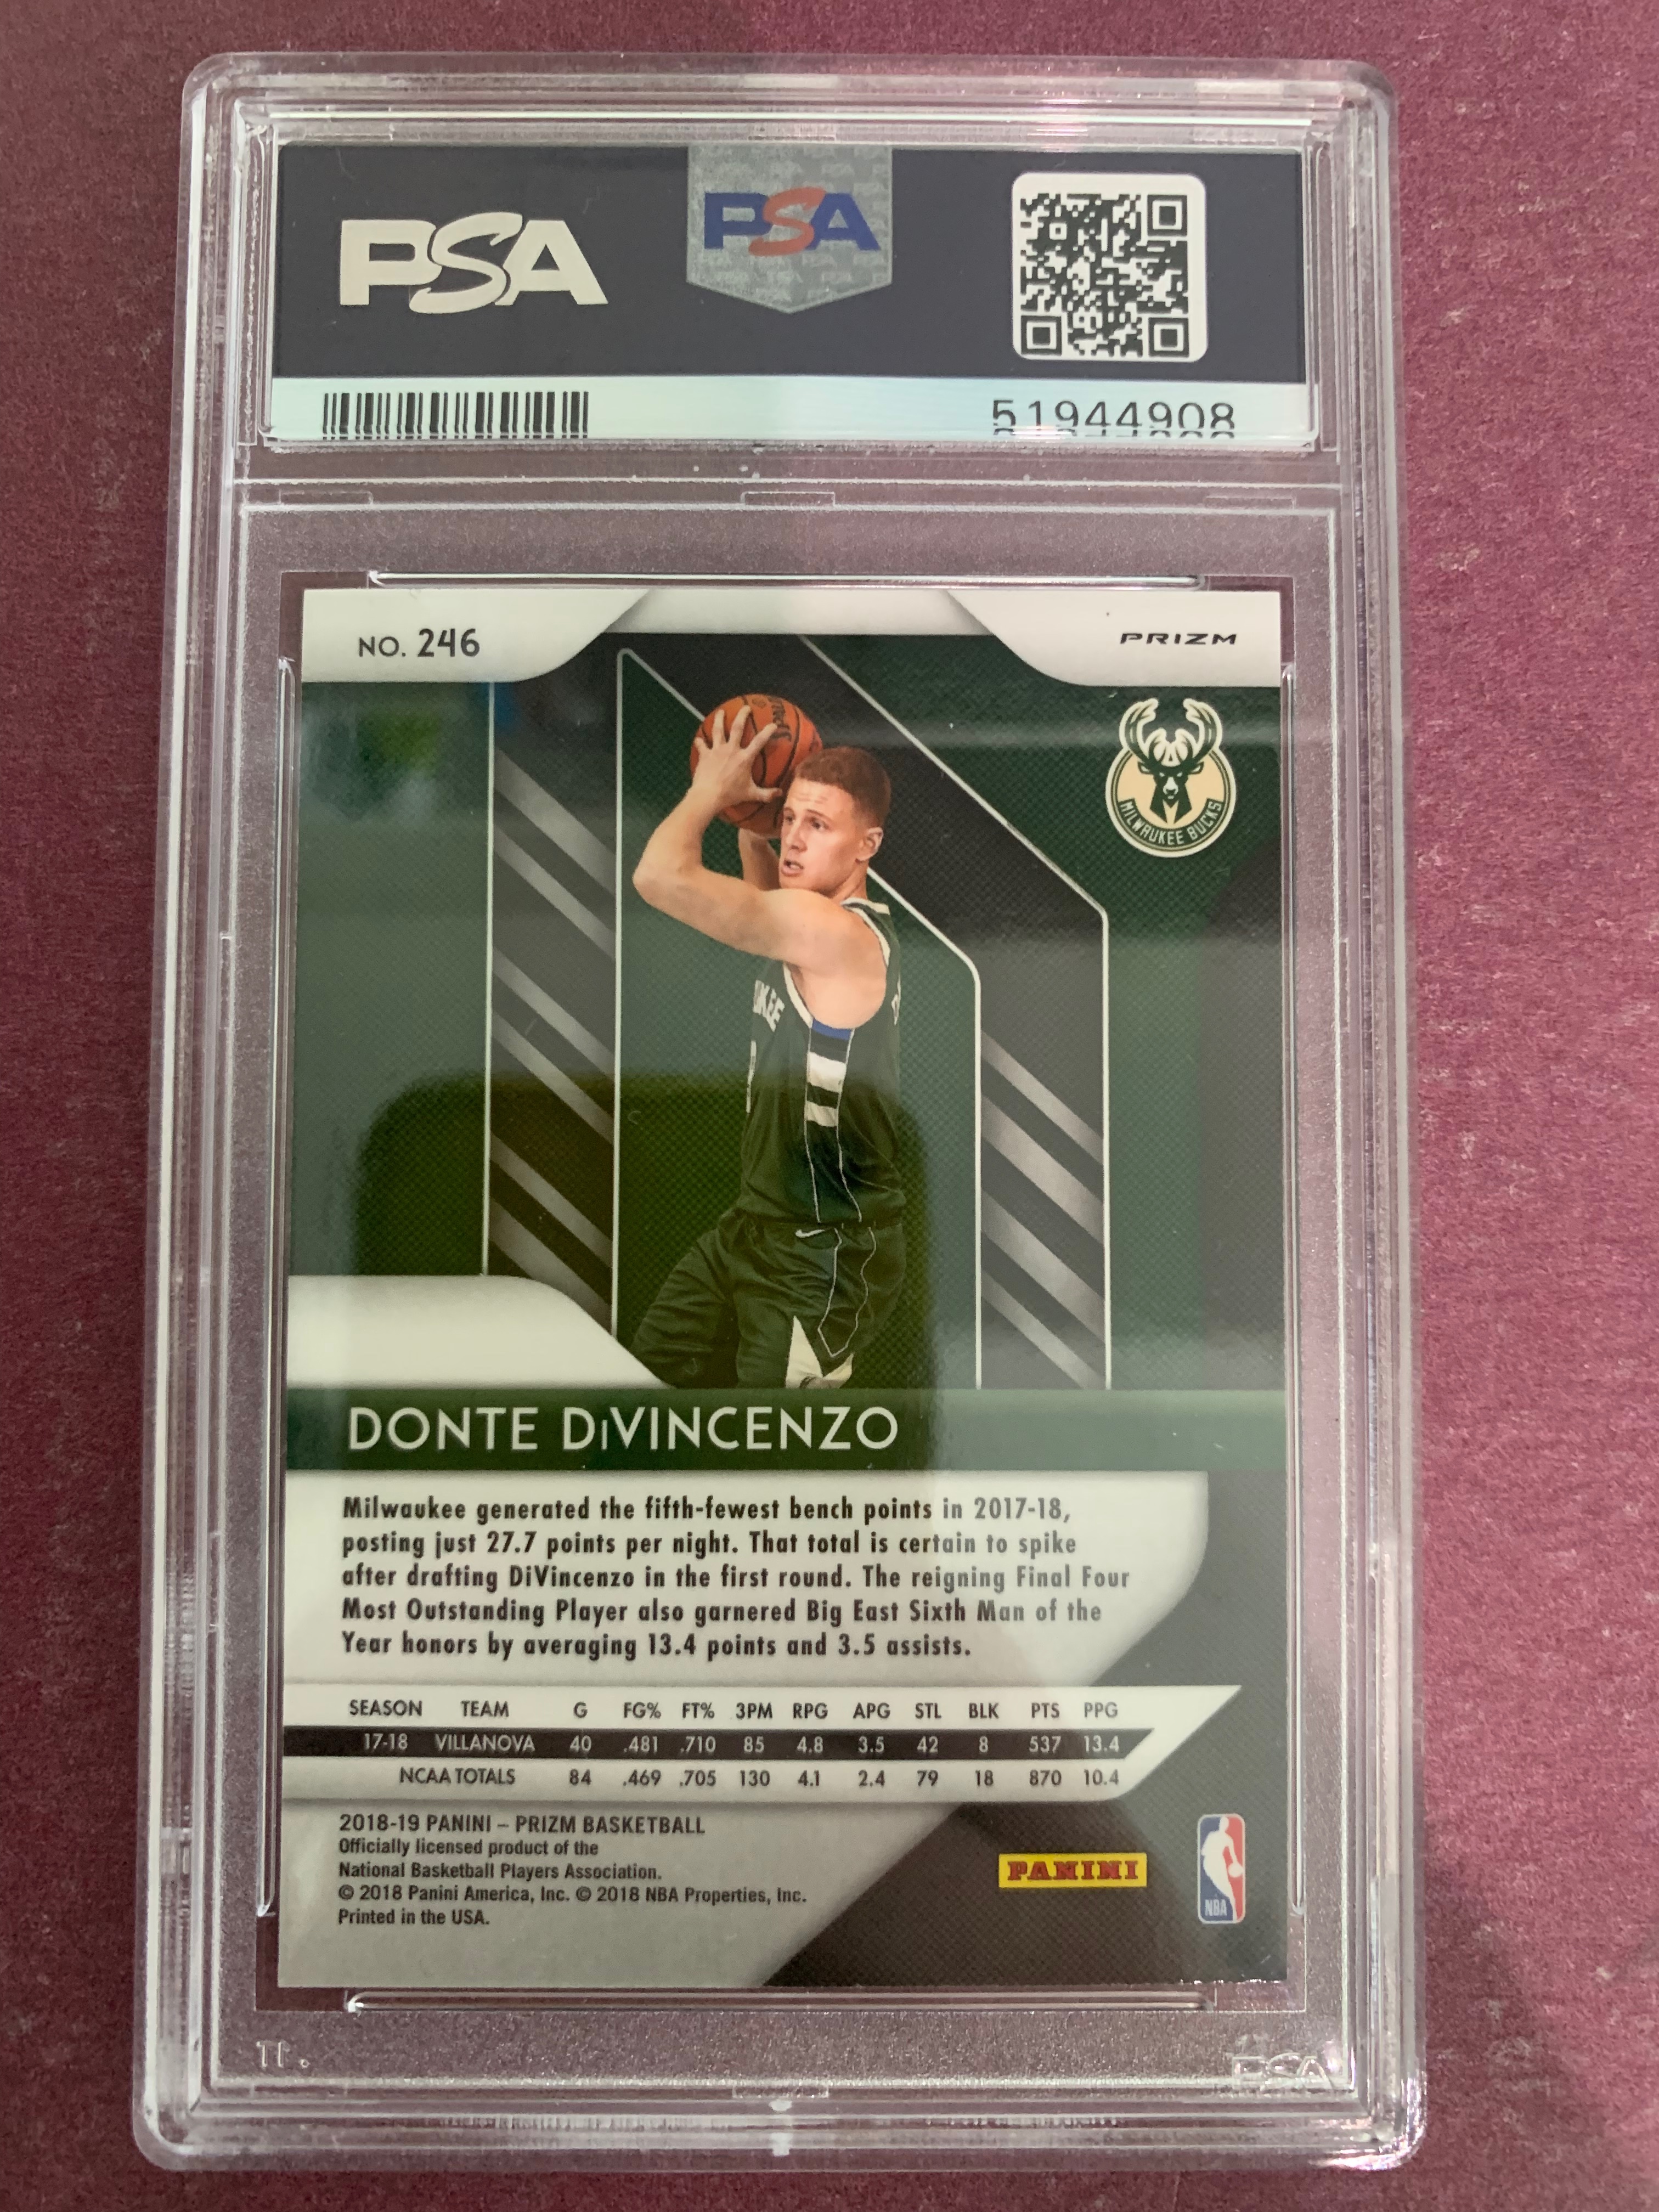 PSA
PSA
51944908
NO. 246
PRIZM
MILWAUKEE BUCKS
DONTE DiVINCENZO
Milwaukee generated the fifth-fewest bench points in 2017-18,
posting just 27.7 points per night. That total is certain to spike
after drafting DiVincenzo in the first round. The reigning Final Four
Most Outstanding Player also garnered Big East Sixth Man of the
Year honors by averaging 13.4 points and 3.5 assists.
SEASON TEAM G FG% FT% 3PM RPG APG STL BLK PTS PPG
17-18 VILLANOVA 40 .481 .710 85 4.8 3.5 42 8 537 13.4
NCAA TOTALS 84 .469 .705 130 4.1 2.4 79 18 870 10.4
2018-19 PANINI – PRIZM BASKETBALL
Officially licensed product of the
National Basketball Players Association.
© 2018 Panini America, Inc. © 2018 NBA Properties, Inc.
Printed in the USA.
PANINI
NBA
PSA